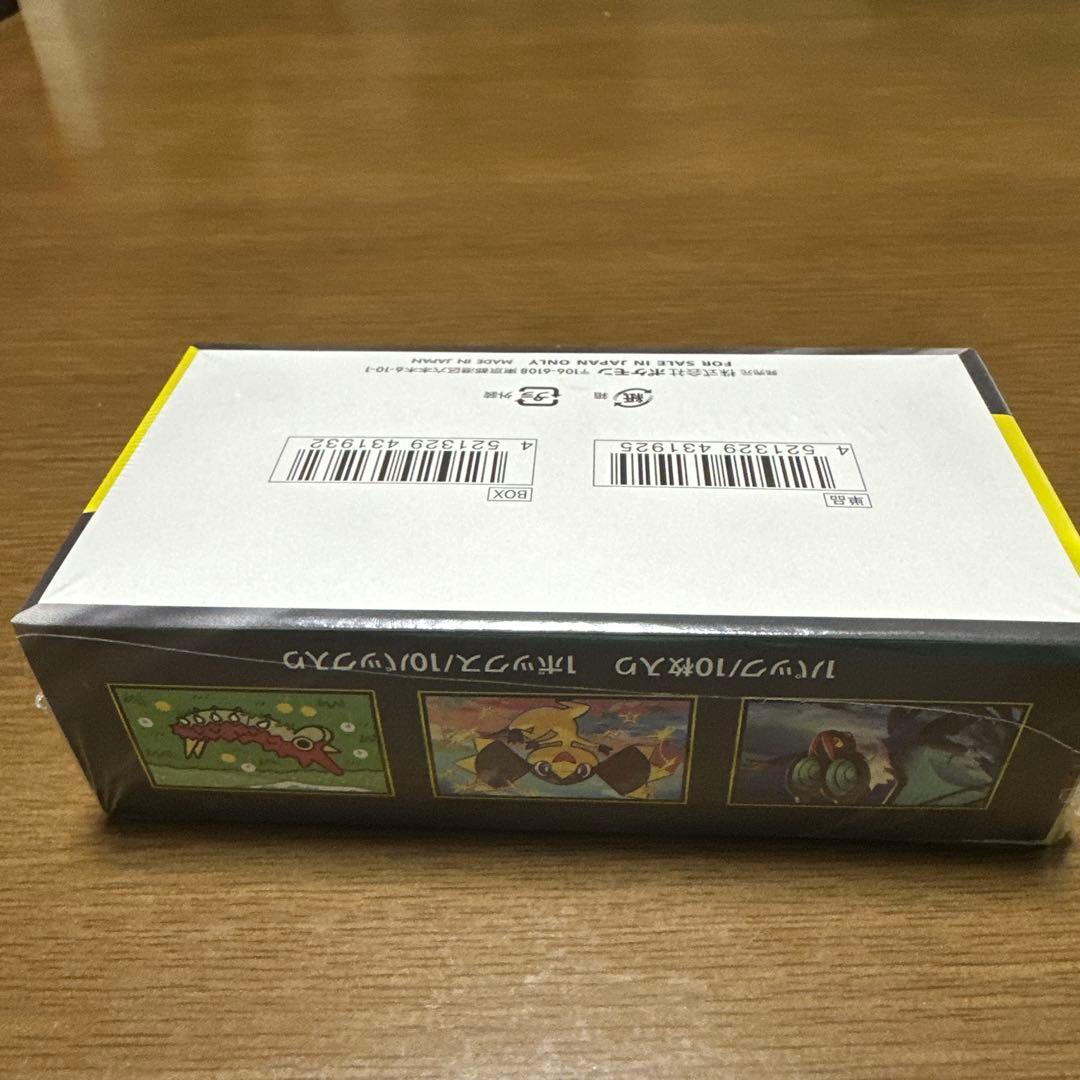 単品
4 521329 431925
BOX
4 521329 431932
紙 箱
プラ 外装
発売元 株式会社ポケモン 〒106-6108 東京都港区六本木6-10-1
FOR SALE IN JAPAN ONLY MADE IN JAPAN
1パック/10枚入り 1ボックス/10パック入り